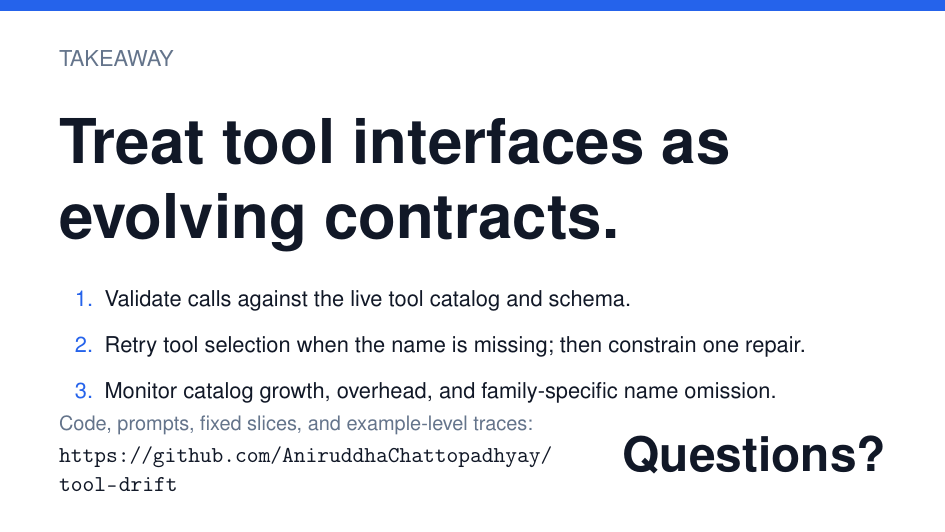 TAKEAWAY
Treat tool interfaces as
evolving contracts.
1. Validate calls against the live tool catalog and schema.
2. Retry tool selection when the name is missing; then constrain one repair.
3. Monitor catalog growth, overhead, and family-specific name omission.
Code, prompts, fixed slices, and example-level traces:
https://github.com/AniruddhaChattopadhyay/
tool-drift
Questions?